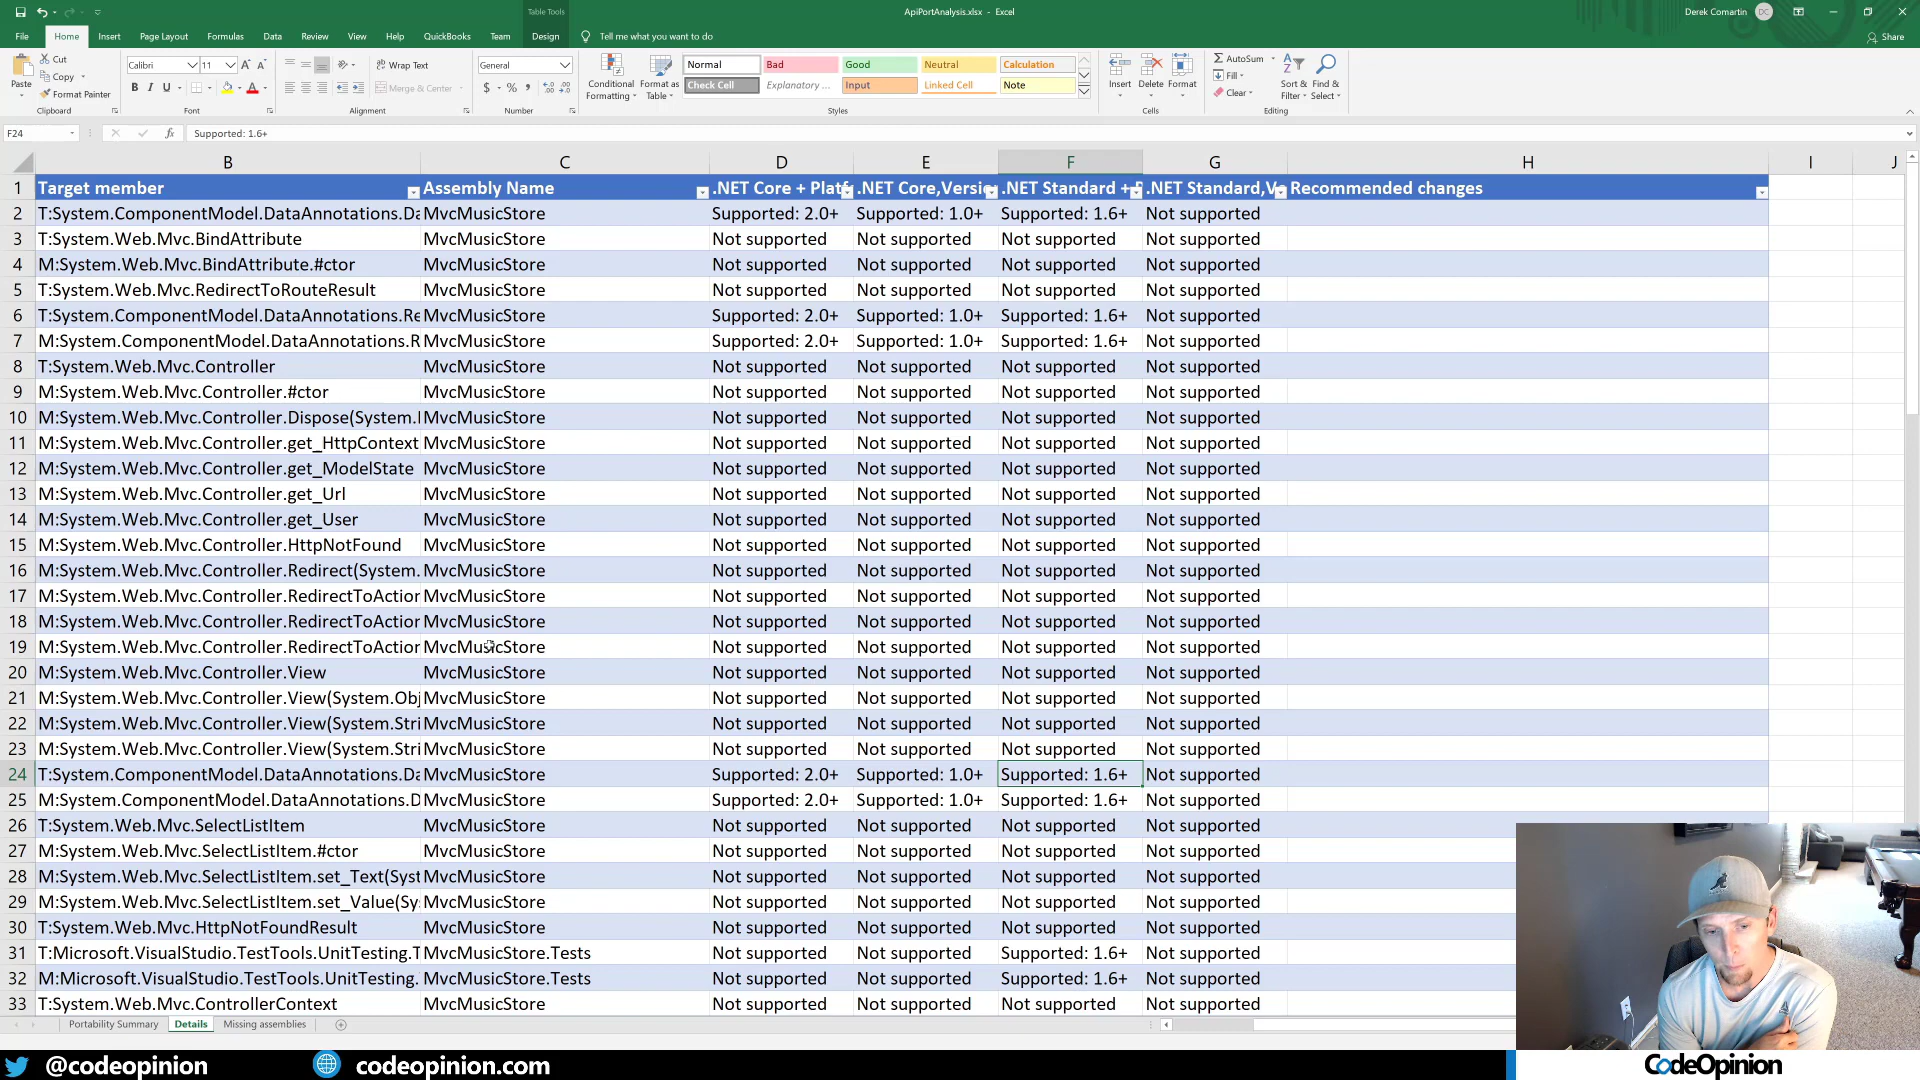 Table Tools
ApiPortAnalysis.xlsx - Excel
Derek Comartin
DC
File
Home
Insert
Page Layout
Formulas
Data
Review
View
Help
QuickBooks
Team
Design
Tell me what you want to do
Share
Paste
Cut
Copy
Format Painter
Clipboard
Calibri
11
B I U
Font
Wrap Text
Merge & Center
Alignment
General
$ % ,
Number
Conditional Formatting
Format as Table
Normal
Bad
Good
Neutral
Calculation
Check Cell
Explanatory ...
Input
Linked Cell
Note
Styles
Insert
Delete
Format
Cells
AutoSum
Fill
Clear
Sort & Filter
Find & Select
Editing
F24
fx
Supported: 1.6+
B C D E F G H I J
1 Target member Assembly Name .NET Core + Platf .NET Core,Versio .NET Standard + .NET Standard,Ve Recommended changes
2 T:System.ComponentModel.DataAnnotations.Da MvcMusicStore Supported: 2.0+ Supported: 1.0+ Supported: 1.6+ Not supported
3 T:System.Web.Mvc.BindAttribute MvcMusicStore Not supported Not supported Not supported Not supported
4 M:System.Web.Mvc.BindAttribute.#ctor MvcMusicStore Not supported Not supported Not supported Not supported
5 T:System.Web.Mvc.RedirectToRouteResult MvcMusicStore Not supported Not supported Not supported Not supported
6 T:System.ComponentModel.DataAnnotations.Re MvcMusicStore Supported: 2.0+ Supported: 1.0+ Supported: 1.6+ Not supported
7 M:System.ComponentModel.DataAnnotations.R MvcMusicStore Supported: 2.0+ Supported: 1.0+ Supported: 1.6+ Not supported
8 T:System.Web.Mvc.Controller MvcMusicStore Not supported Not supported Not supported Not supported
9 M:System.Web.Mvc.Controller.#ctor MvcMusicStore Not supported Not supported Not supported Not supported
10 M:System.Web.Mvc.Controller.Dispose(System. MvcMusicStore Not supported Not supported Not supported Not supported
11 M:System.Web.Mvc.Controller.get_HttpContext MvcMusicStore Not supported Not supported Not supported Not supported
12 M:System.Web.Mvc.Controller.get_ModelState MvcMusicStore Not supported Not supported Not supported Not supported
13 M:System.Web.Mvc.Controller.get_Url MvcMusicStore Not supported Not supported Not supported Not supported
14 M:System.Web.Mvc.Controller.get_User MvcMusicStore Not supported Not supported Not supported Not supported
15 M:System.Web.Mvc.Controller.HttpNotFound MvcMusicStore Not supported Not supported Not supported Not supported
16 M:System.Web.Mvc.Controller.Redirect(System. MvcMusicStore Not supported Not supported Not supported Not supported
17 M:System.Web.Mvc.Controller.RedirectToAction MvcMusicStore Not supported Not supported Not supported Not supported
18 M:System.Web.Mvc.Controller.RedirectToAction MvcMusicStore Not supported Not supported Not supported Not supported
19 M:System.Web.Mvc.Controller.RedirectToAction MvcMusicStore Not supported Not supported Not supported Not supported
20 M:System.Web.Mvc.Controller.View MvcMusicStore Not supported Not supported Not supported Not supported
21 M:System.Web.Mvc.Controller.View(System.Obj MvcMusicStore Not supported Not supported Not supported Not supported
22 M:System.Web.Mvc.Controller.View(System.Stri MvcMusicStore Not supported Not supported Not supported Not supported
23 M:System.Web.Mvc.Controller.View(System.Stri MvcMusicStore Not supported Not supported Not supported Not supported
24 T:System.ComponentModel.DataAnnotations.Da MvcMusicStore Supported: 2.0+ Supported: 1.0+ Supported: 1.6+ Not supported
25 M:System.ComponentModel.DataAnnotations.D MvcMusicStore Supported: 2.0+ Supported: 1.0+ Supported: 1.6+ Not supported
26 T:System.Web.Mvc.SelectListItem MvcMusicStore Not supported Not supported Not supported Not supported
27 M:System.Web.Mvc.SelectListItem.#ctor MvcMusicStore Not supported Not supported Not supported Not supported
28 M:System.Web.Mvc.SelectListItem.set_Text(Syst MvcMusicStore Not supported Not supported Not supported Not supported
29 M:System.Web.Mvc.SelectListItem.set_Value(Sy MvcMusicStore Not supported Not supported Not supported Not supported
30 T:System.Web.Mvc.HttpNotFoundResult MvcMusicStore Not supported Not supported Not supported Not supported
31 T:Microsoft.VisualStudio.TestTools.UnitTesting.T MvcMusicStore.Tests Not supported Not supported Supported: 1.6+ Not supported
32 M:Microsoft.VisualStudio.TestTools.UnitTesting. MvcMusicStore.Tests Not supported Not supported Supported: 1.6+ Not supported
33 T:System.Web.Mvc.ControllerContext MvcMusicStore Not supported Not supported Not supported Not supported
Portability Summary
Details
Missing assemblies
@codeopinion
codeopinion.com
CodeOpinion